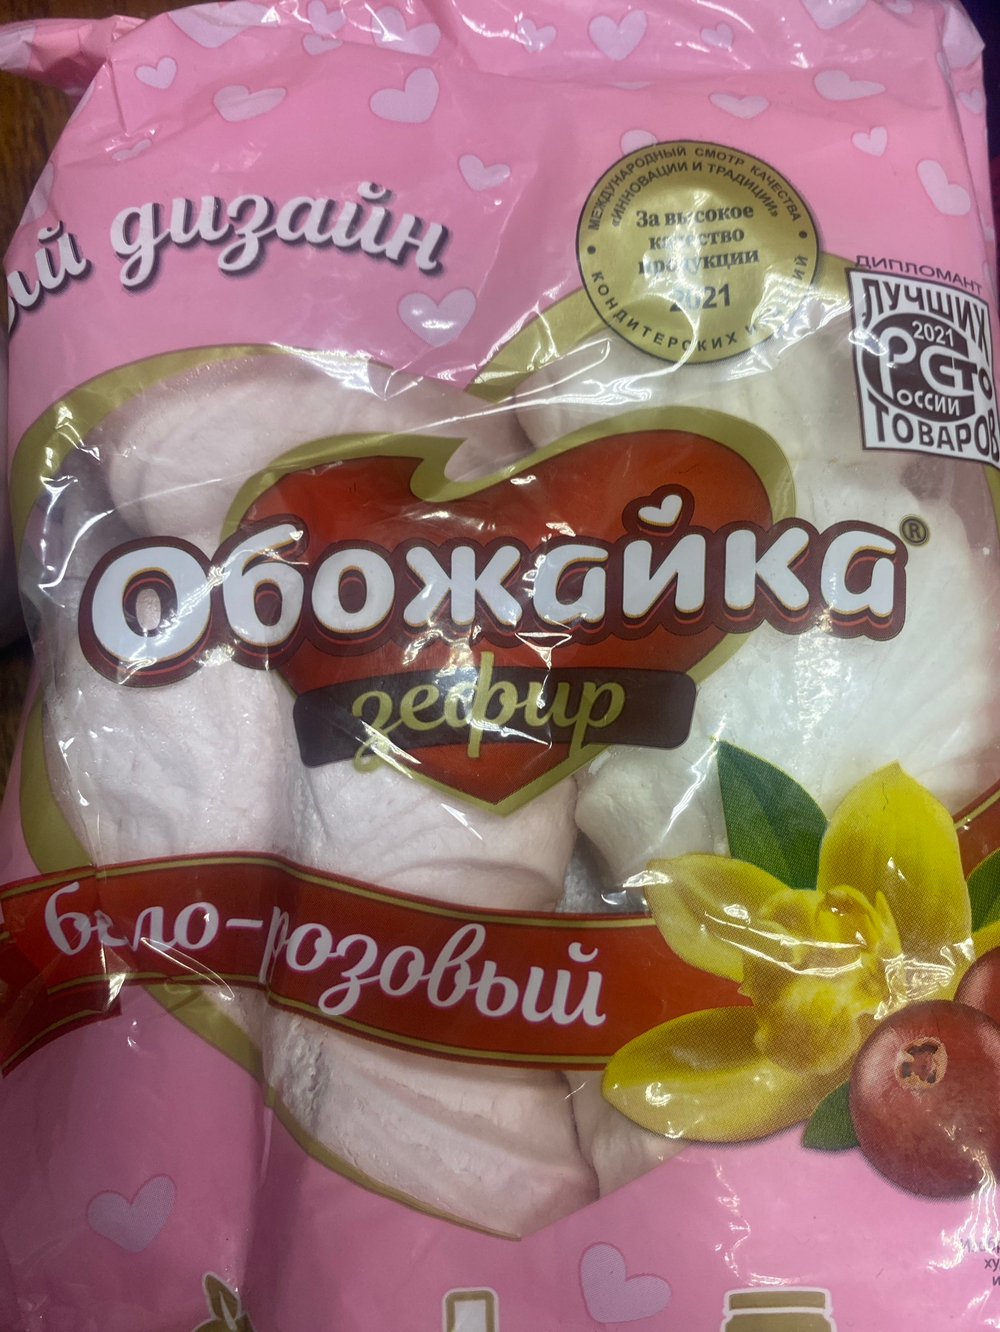 дизайн
МЕЖДУНАРОДНЫЙ СМОТР КАЧЕСТВА
«ИННОВАЦИИ И ТРАДИЦИИ»
За высокое
качество
продукции
2021
КОНДИТЕРСКИХ
ДИПЛОМАНТ
ЛУЧШИХ
2021
РСТ
РОССИИ
ТОВАРОВ
Обожайка®
зефир
бело-розовый